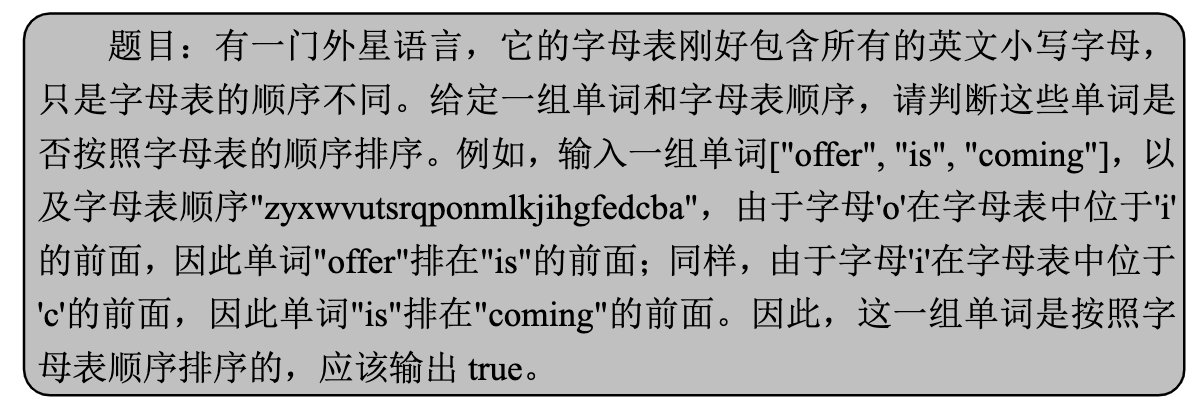 题目：有一门外星语言，它的字母表刚好包含所有的英文小写字母，
只是字母表的顺序不同。给定一组单词和字母表顺序，请判断这些单词是
否按照字母表的顺序排序。例如，输入一组单词["offer", "is", "coming"]，以
及字母表顺序"zyxwvutsrqponmlkjihgfedcba"，由于字母'o'在字母表中位于'i'
的前面，因此单词"offer"排在"is"的前面；同样，由于字母'i'在字母表中位于
'c'的前面，因此单词"is"排在"coming"的前面。因此，这一组单词是按照字
母表顺序排序的，应该输出 true。